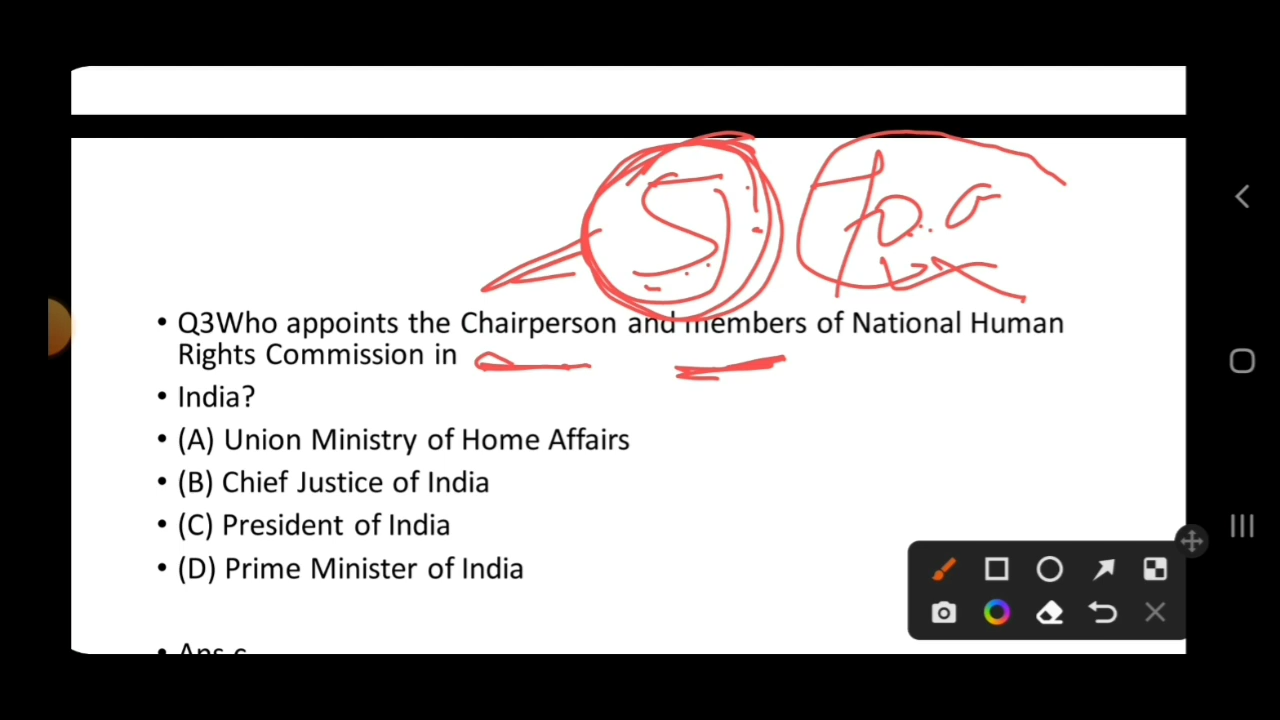 • Q3Who appoints the Chairperson and members of National Human
Rights Commission in
• India?
• (A) Union Ministry of Home Affairs
• (B) Chief Justice of India
• (C) President of India
• (D) Prime Minister of India
• Ans c